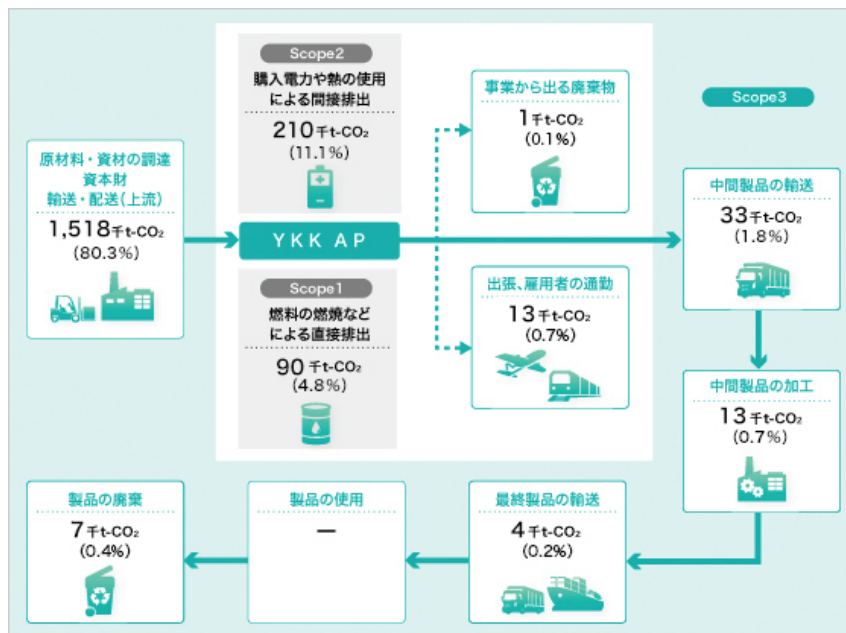 Scope2
購入電力や熱の使用
による間接排出
210千t-CO₂
(11.1%)
事業から出る廃棄物
1千t-CO₂
(0.1%)
Scope3
原材料・資材の調達
資本財
輸送・配送(上流)
1,518千t-CO₂
(80.3%)
YKK AP
中間製品の輸送
33千t-CO₂
(1.8%)
Scope1
燃料の燃焼など
による直接排出
90千t-CO₂
(4.8%)
出張、雇用者の通勤
13千t-CO₂
(0.7%)
中間製品の加工
13千t-CO₂
(0.7%)
最終製品の輸送
4千t-CO₂
(0.2%)
製品の使用
—
製品の廃棄
7千t-CO₂
(0.4%)